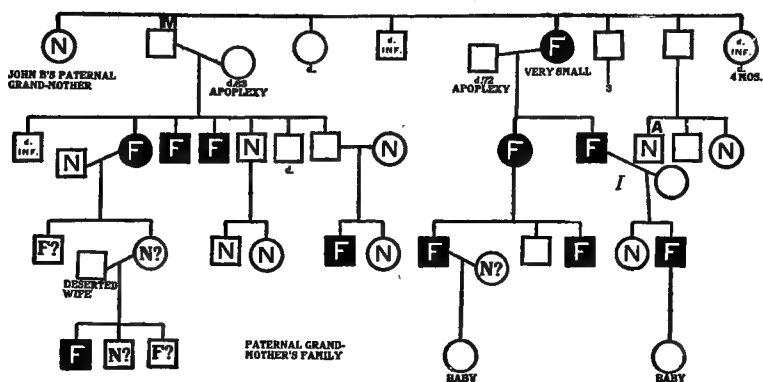 M
N
d. INF.
F
d. INF.
JOHN B'S PATERNAL
GRAND-MOTHER
d.63
APOPLEXY
d.
d.72
APOPLEXY
VERY SMALL
3
d.
4 MOS.
d. INF.
N
F
F
F
N
d.
N
F
F
A
N
N
I
F?
N?
N
N
F
N
F
N?
F
N
F
DESERTED
WIFE
F
N?
F?
PATERNAL GRAND-
MOTHER'S FAMILY
BABY
BABY